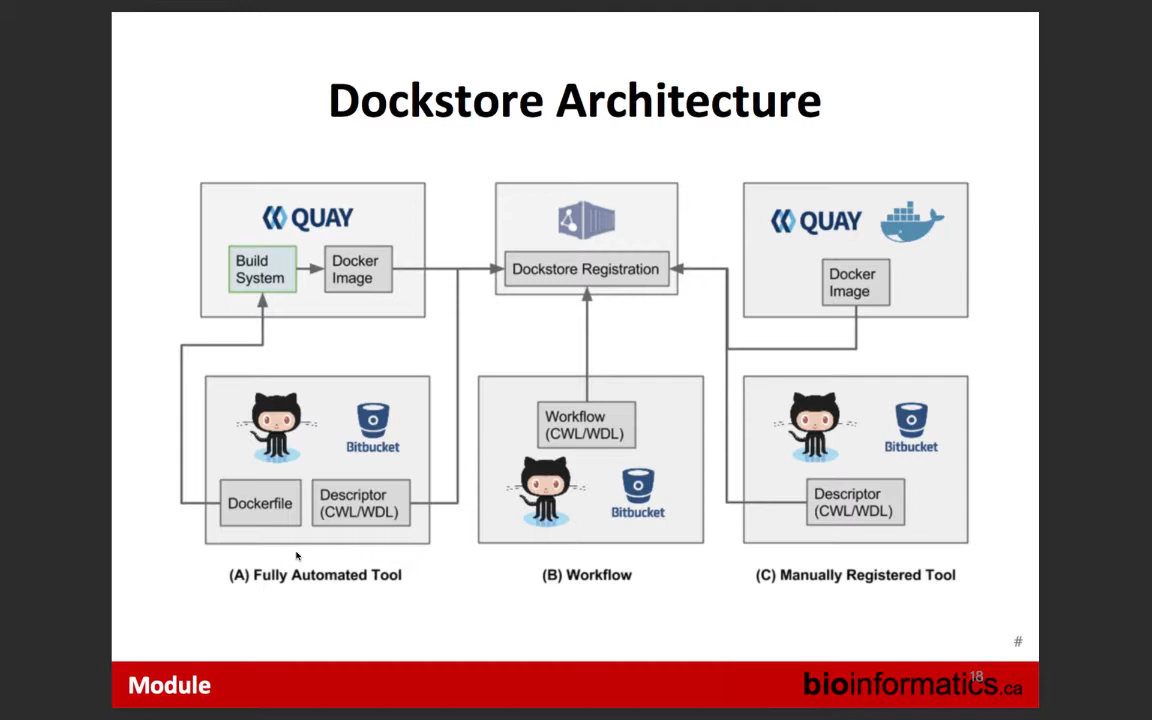 Dockstore Architecture
QUAY
Build
System
Docker
Image
Dockstore Registration
QUAY
Docker
Image
Bitbucket
Dockerfile
Descriptor
(CWL/WDL)
Workflow
(CWL/WDL)
Bitbucket
Bitbucket
Descriptor
(CWL/WDL)
(A) Fully Automated Tool
(B) Workflow
(C) Manually Registered Tool
#
Module
18
bioinformatics.ca